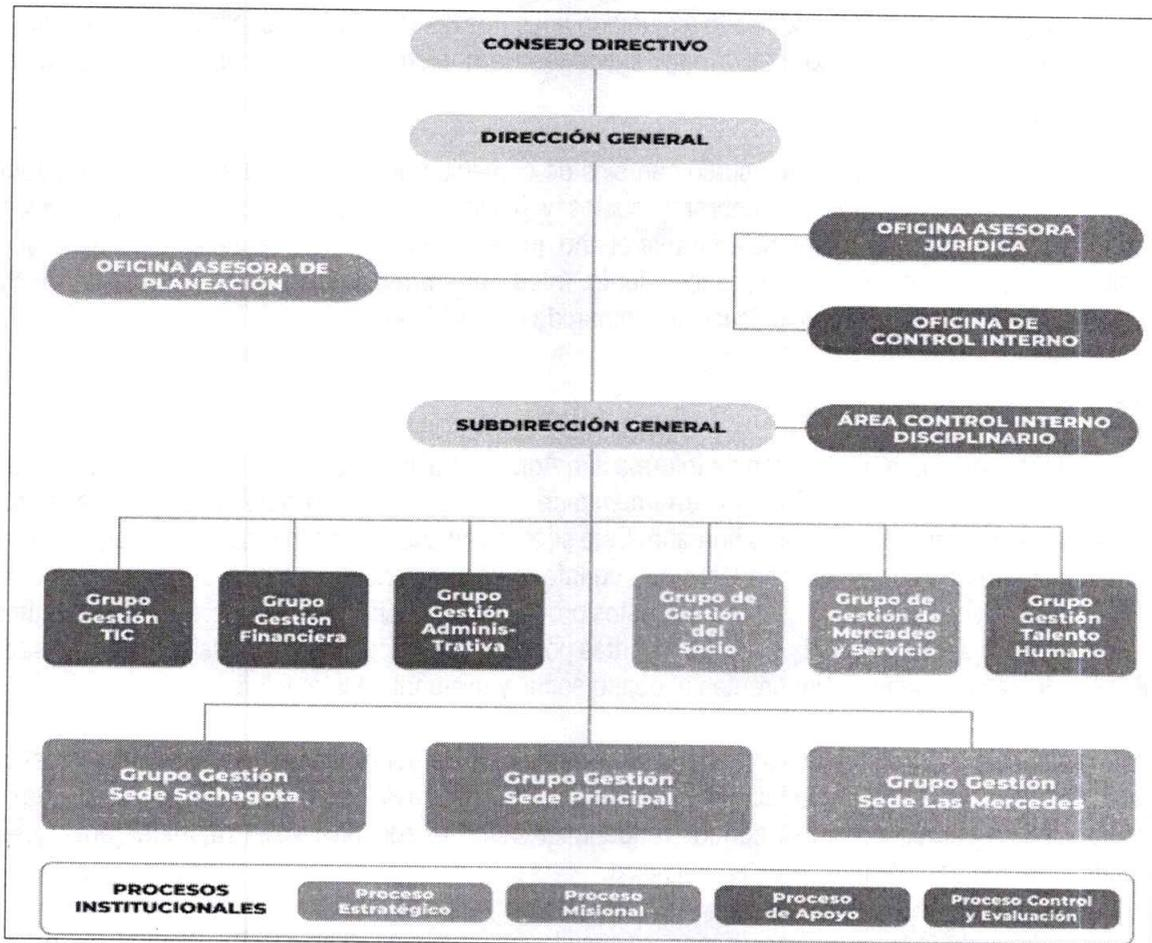 CONSEJO DIRECTIVO
DIRECCIÓN GENERAL
OFICINA ASESORA
JURÍDICA
OFICINA ASESORA DE
PLANEACIÓN
OFICINA DE
CONTROL INTERNO
SUBDIRECCIÓN GENERAL
ÁREA CONTROL INTERNO
DISCIPLINARIO
Grupo
Gestión
TIC
Grupo
Gestión
Financiera
Grupo
Gestión
Adminis-
Trativa
Grupo de
Gestión
del
Socio
Grupo de
Gestión de
Mercadeo
y Servicio
Grupo
Gestión
Talento
Humano
Grupo Gestión
Sede Sochagota
Grupo Gestión
Sede Principal
Grupo Gestión
Sede Las Mercedes
PROCESOS
INSTITUCIONALES
Proceso
Estratégico
Proceso
Misional
Proceso
de Apoyo
Proceso Control
y Evaluación